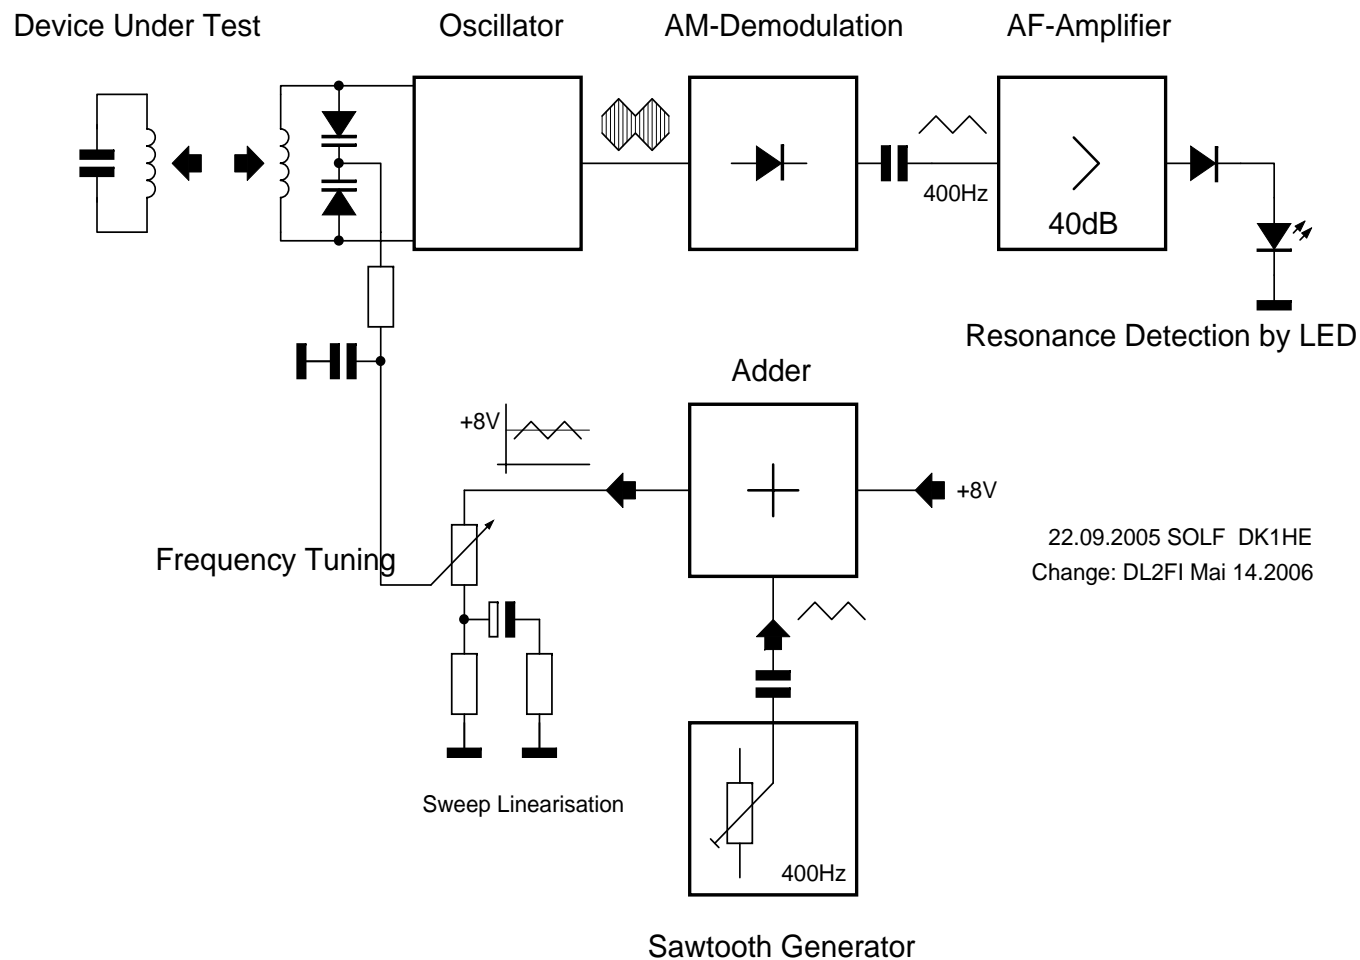 Device Under Test
Oscillator
AM-Demodulation
AF-Amplifier
400Hz
40dB
Resonance Detection by LED
Adder
+8V
+8V
22.09.2005 SOLF DK1HE
Change: DL2FI Mai 14.2006
Frequency Tuning
Sweep Linearisation
400Hz
Sawtooth Generator